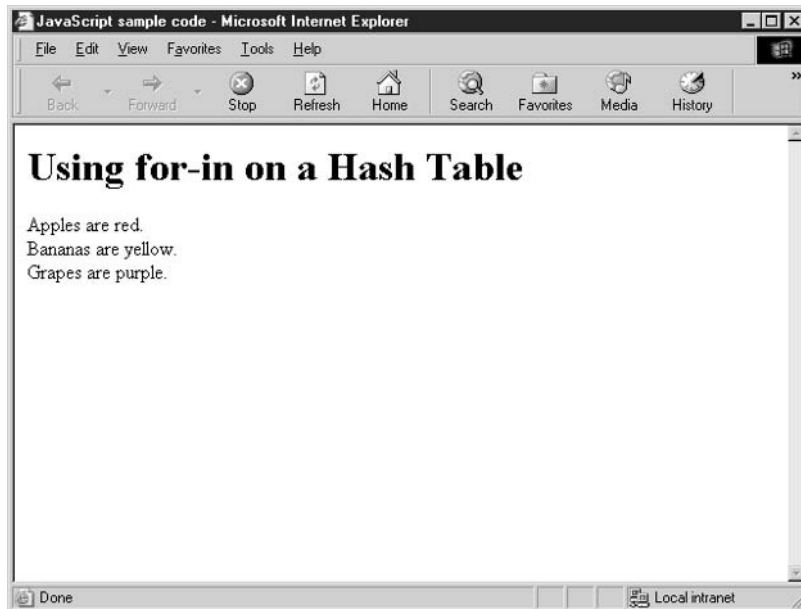 JavaScript sample code - Microsoft Internet Explorer
File Edit View Favorites Tools Help
Back Forward Stop Refresh Home Search Favorites Media History »
Using for-in on a Hash Table
Apples are red.
Bananas are yellow.
Grapes are purple.
Done Local intranet